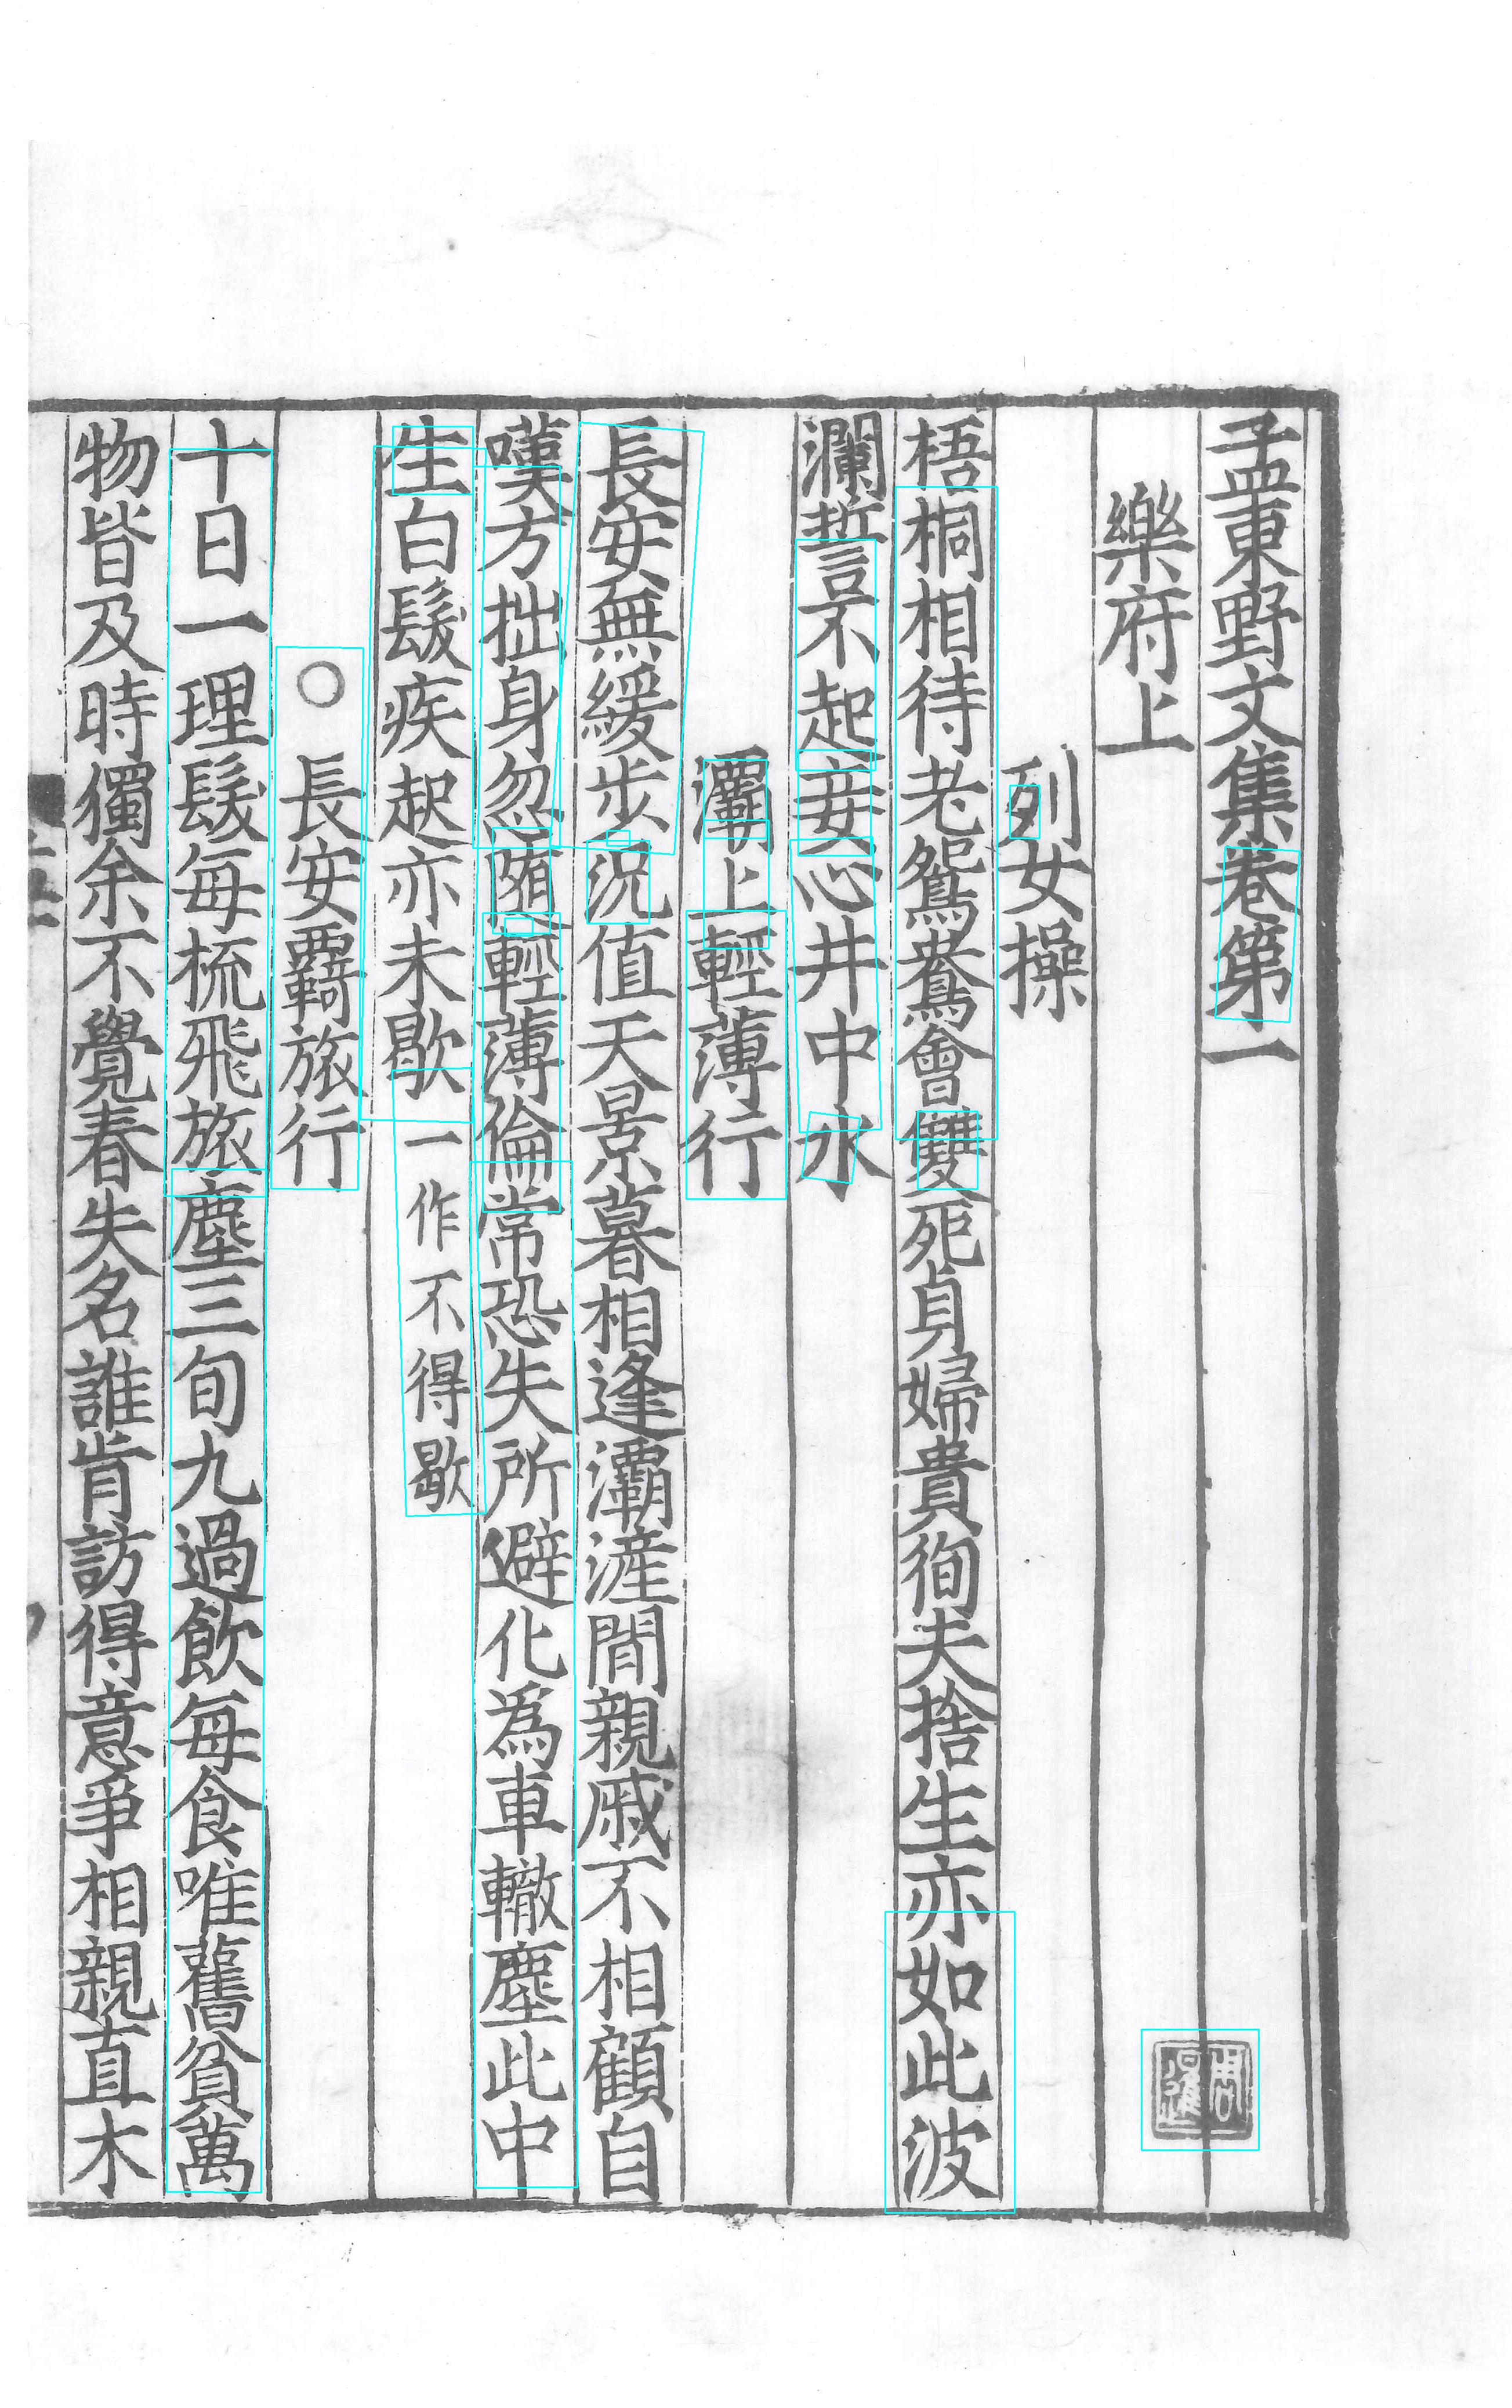 孟東野文集卷第一
樂府上
列女操
梧桐相待老鴛鴦會雙死貞婦貴徇夫捨生亦如此波
瀾誓不起妾心井中水
灞上輕薄行
長安無緩步況值天景暮相逢灞滻閒親戚不相顧自
嘆方拙身忽隨輕薄倫常恐失所避化爲車轍塵此中
生白髮疾起亦未歇一作不得歇
○長安羇旅行
十日一理髮每梳飛旅塵三旬九過飲每食唯舊貧萬
物皆及時獨余不覺春失名誰肯訪得意爭相親直木